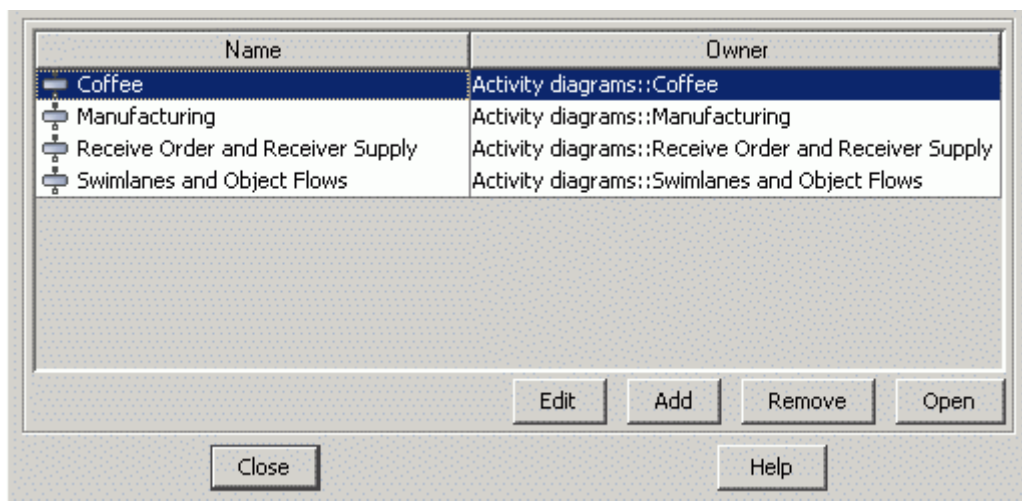 Name Owner
Coffee Activity diagrams::Coffee
Manufacturing Activity diagrams::Manufacturing
Receive Order and Receiver Supply Activity diagrams::Receive Order and Receiver Supply
Swimlanes and Object Flows Activity diagrams::Swimlanes and Object Flows
Edit Add Remove Open
Close Help